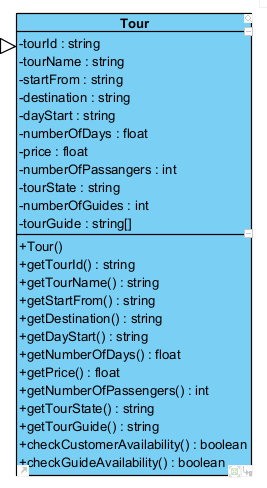 Tour
-tourId : string
-tourName : string
-startFrom : string
-destination : string
-dayStart : string
-numberOfDays : float
-price : float
-numberOfPassangers : int
-tourState : string
-numberOfGuides : int
-tourGuide : string[]
+Tour()
+getTourId() : string
+getTourName() : string
+getStartFrom() : string
+getDestination() : string
+getDayStart() : string
+getNumberOfDays() : float
+getPrice() : float
+getNumberOfPassengers() : int
+getTourState() : string
+getTourGuide() : string
+checkCustomerAvailability() : boolean
+checkGuideAvailability() : boolean